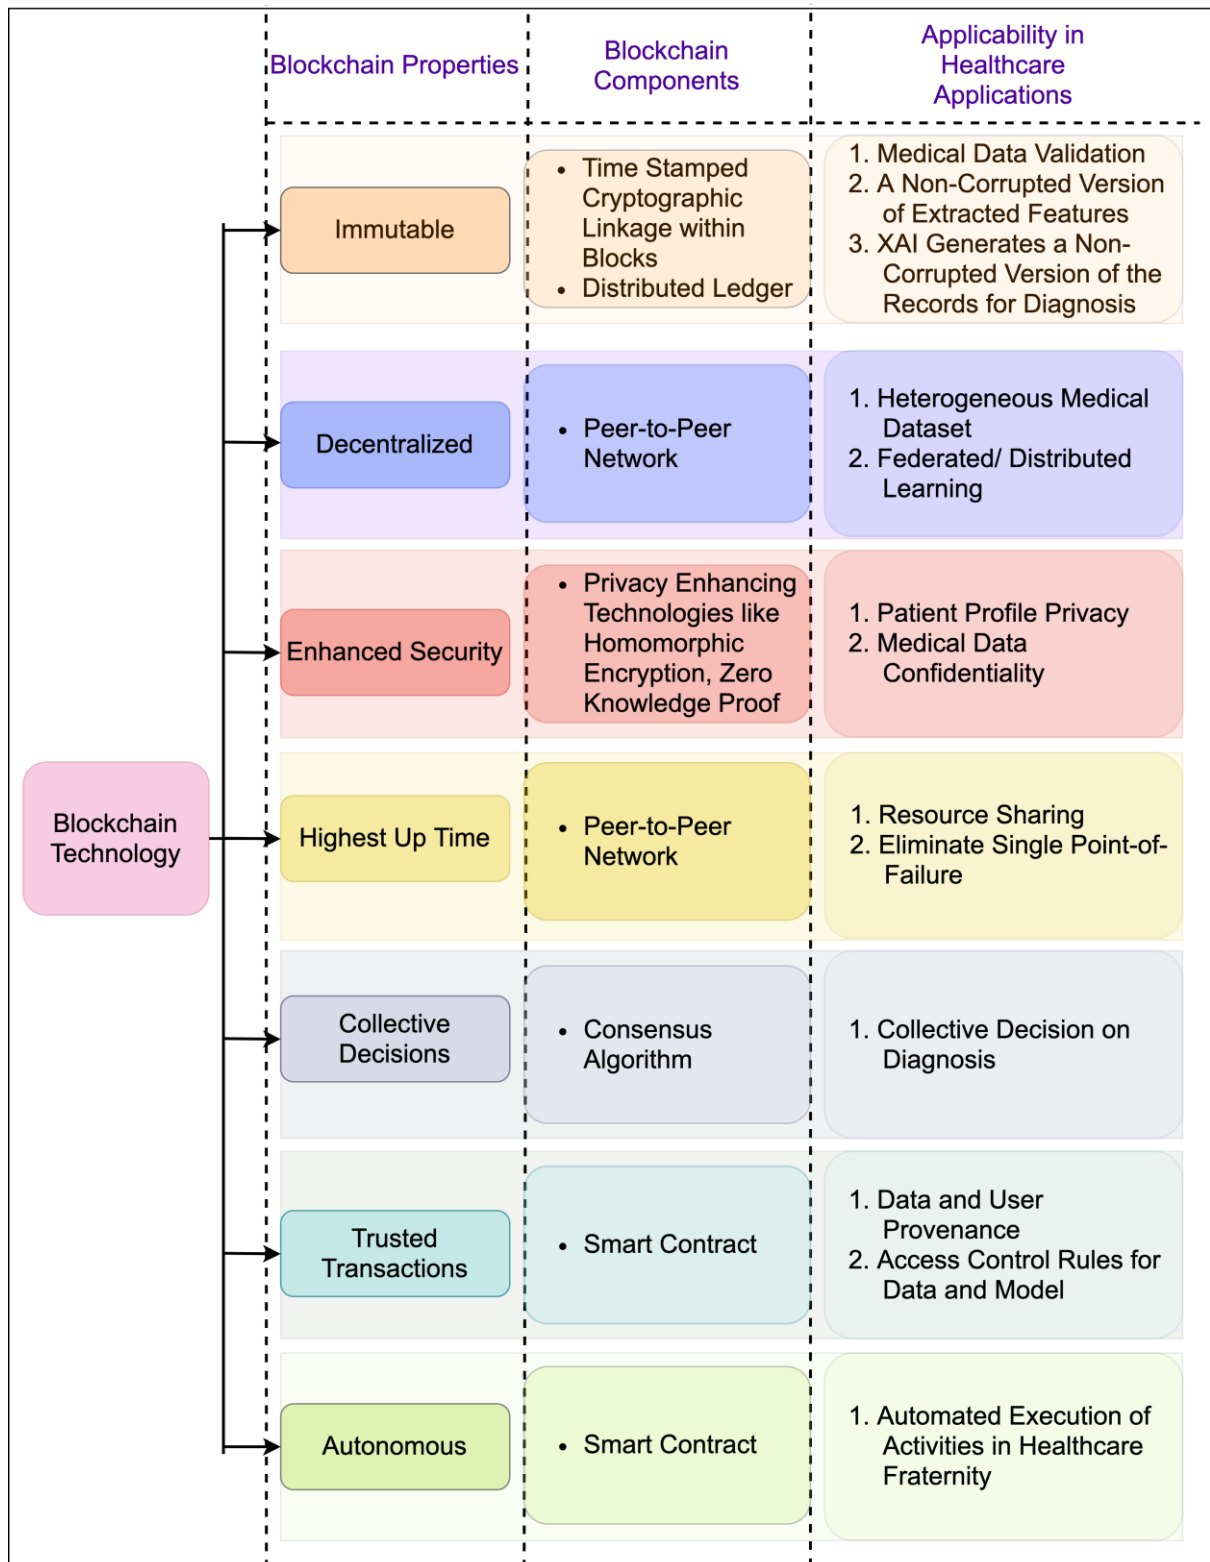 Blockchain Properties
Blockchain
Components
Applicability in
Healthcare
Applications
Blockchain
Technology
Immutable
• Time Stamped
Cryptographic
Linkage within
Blocks
• Distributed Ledger
1. Medical Data Validation
2. A Non-Corrupted Version
of Extracted Features
3. XAI Generates a Non-
Corrupted Version of the
Records for Diagnosis
Decentralized
• Peer-to-Peer
Network
1. Heterogeneous Medical
Dataset
2. Federated/ Distributed
Learning
Enhanced Security
• Privacy Enhancing
Technologies like
Homomorphic
Encryption, Zero
Knowledge Proof
1. Patient Profile Privacy
2. Medical Data
Confidentiality
Highest Up Time
• Peer-to-Peer
Network
1. Resource Sharing
2. Eliminate Single Point-of-
Failure
Collective
Decisions
• Consensus
Algorithm
1. Collective Decision on
Diagnosis
Trusted
Transactions
• Smart Contract
1. Data and User
Provenance
2. Access Control Rules for
Data and Model
Autonomous
• Smart Contract
1. Automated Execution of
Activities in Healthcare
Fraternity